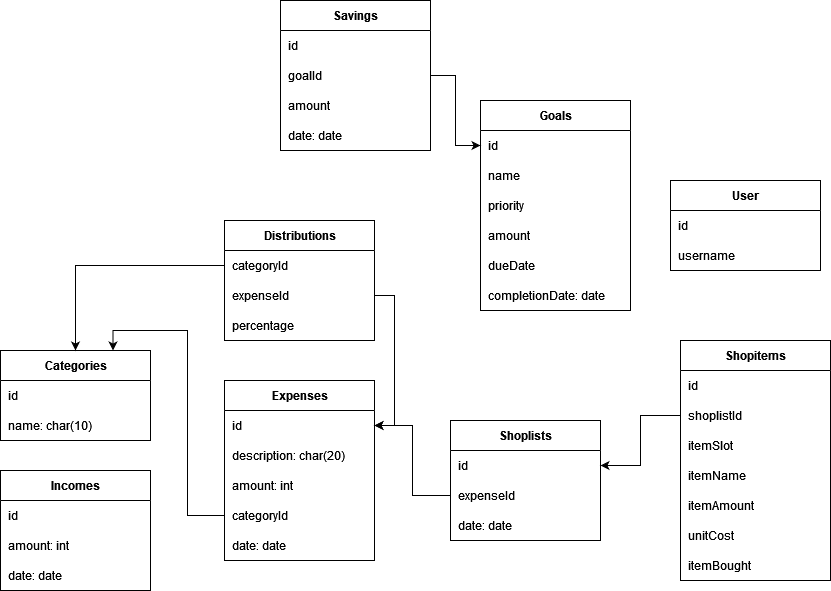 Savings
id
goalId
amount
date: date
Goals
id
name
priority
amount
dueDate
completionDate: date
User
id
username
Distributions
categoryId
expenseId
percentage
Categories
id
name: char(10)
Expenses
id
description: char(20)
amount: int
categoryId
date: date
Incomes
id
amount: int
date: date
Shoplists
id
expenseId
date: date
Shopitems
id
shoplistId
itemSlot
itemName
itemAmount
unitCost
itemBought